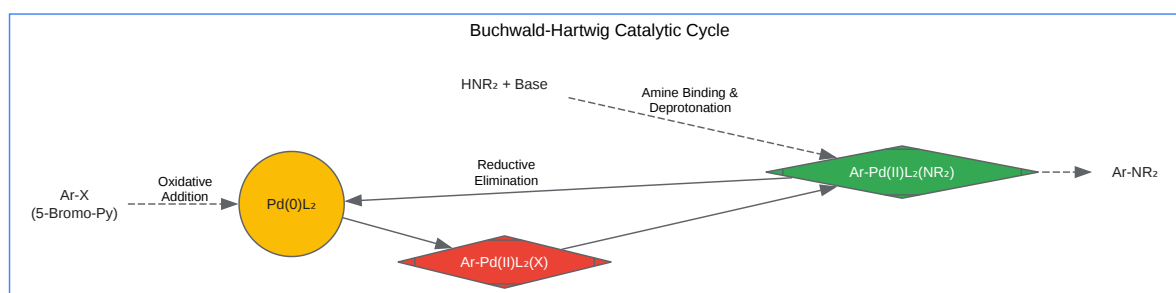 Buchwald-Hartwig Catalytic Cycle
HNR₂ + Base
Amine Binding &
Deprotonation
Reductive
Elimination
Ar-Pd(II)L₂(NR₂)
Ar-NR₂
Ar-X
(5-Bromo-Py)
Oxidative
Addition
Pd(0)L₂
Ar-Pd(II)L₂(X)